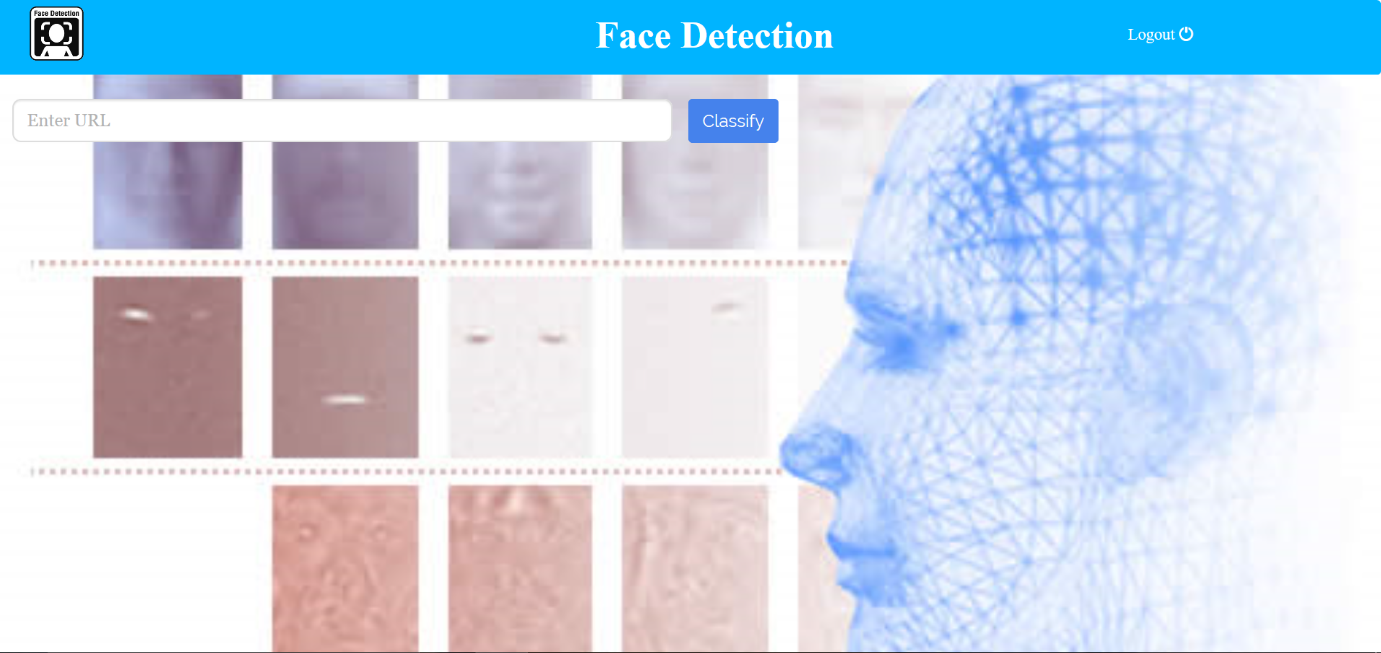 Face Detection
Face Detection
Logout
Enter URL
Classify